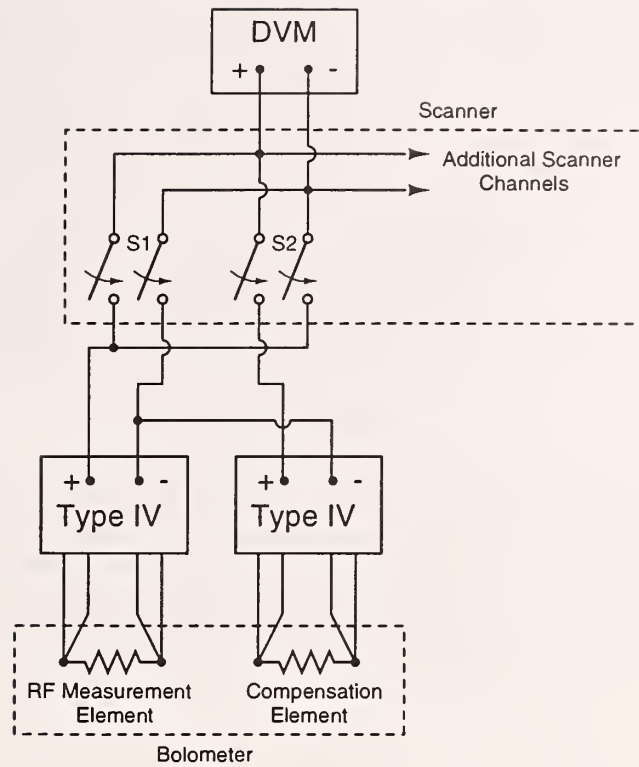 DVM
+ -
Scanner
Additional Scanner
Channels
S1 S2
+ - + -
Type IV Type IV
RF Measurement
Element
Compensation
Element
Bolometer